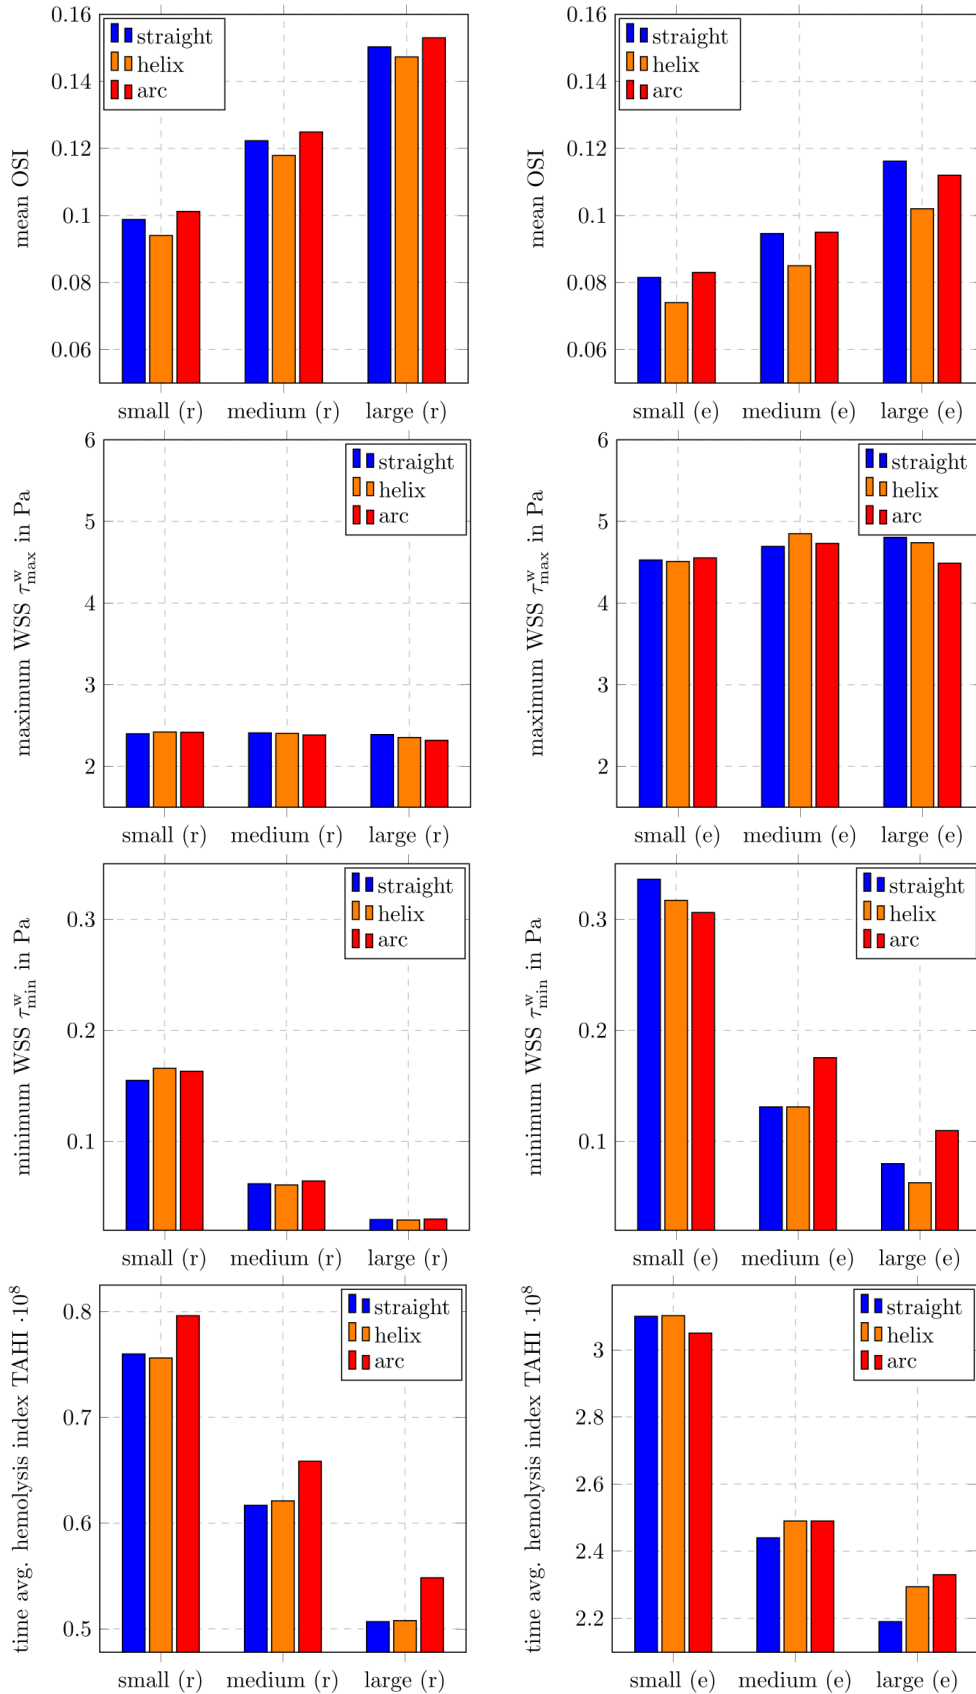 mean OSI
0.16
0.14
0.12
0.1
0.08
0.06
straight
helix
arc
small (r) medium (r) large (r)
mean OSI
0.16
0.14
0.12
0.1
0.08
0.06
straight
helix
arc
small (e) medium (e) large (e)
maximum WSS τ^w_max in Pa
6
5
4
3
2
straight
helix
arc
small (r) medium (r) large (r)
maximum WSS τ^w_max in Pa
6
5
4
3
2
straight
helix
arc
small (e) medium (e) large (e)
minimum WSS τ^w_min in Pa
0.3
0.2
0.1
straight
helix
arc
small (r) medium (r) large (r)
minimum WSS τ^w_min in Pa
0.3
0.2
0.1
straight
helix
arc
small (e) medium (e) large (e)
time avg. hemolysis index TAHI ·10⁸
0.8
0.7
0.6
0.5
straight
helix
arc
small (r) medium (r) large (r)
time avg. hemolysis index TAHI ·10⁸
3
2.8
2.6
2.4
2.2
straight
helix
arc
small (e) medium (e) large (e)